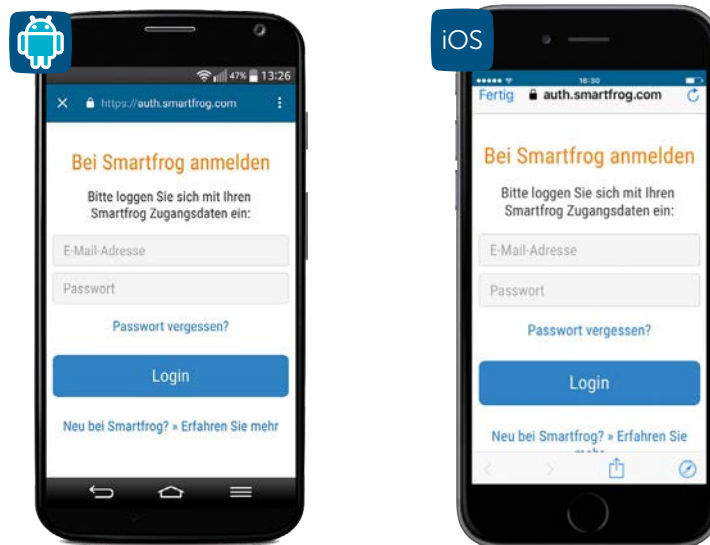 47% 13:26
https://auth.smartfrog.com
Bei Smartfrog anmelden
Bitte loggen Sie sich mit Ihren
Smartfrog Zugangsdaten ein:
E-Mail-Adresse
Passwort
Passwort vergessen?
Login
Neu bei Smartfrog? » Erfahren Sie mehr
iOS
16:30
Fertig auth.smartfrog.com
Bei Smartfrog anmelden
Bitte loggen Sie sich mit Ihren
Smartfrog Zugangsdaten ein:
E-Mail-Adresse
Passwort
Passwort vergessen?
Login
Neu bei Smartfrog? » Erfahren Sie
mehr